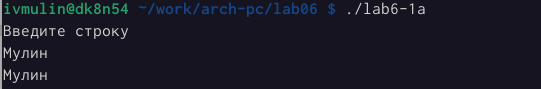 ivmulin@dk8n54 ~/work/arch-pc/lab06 $ ./lab6-1a
Введите строку
Мулин
Мулин